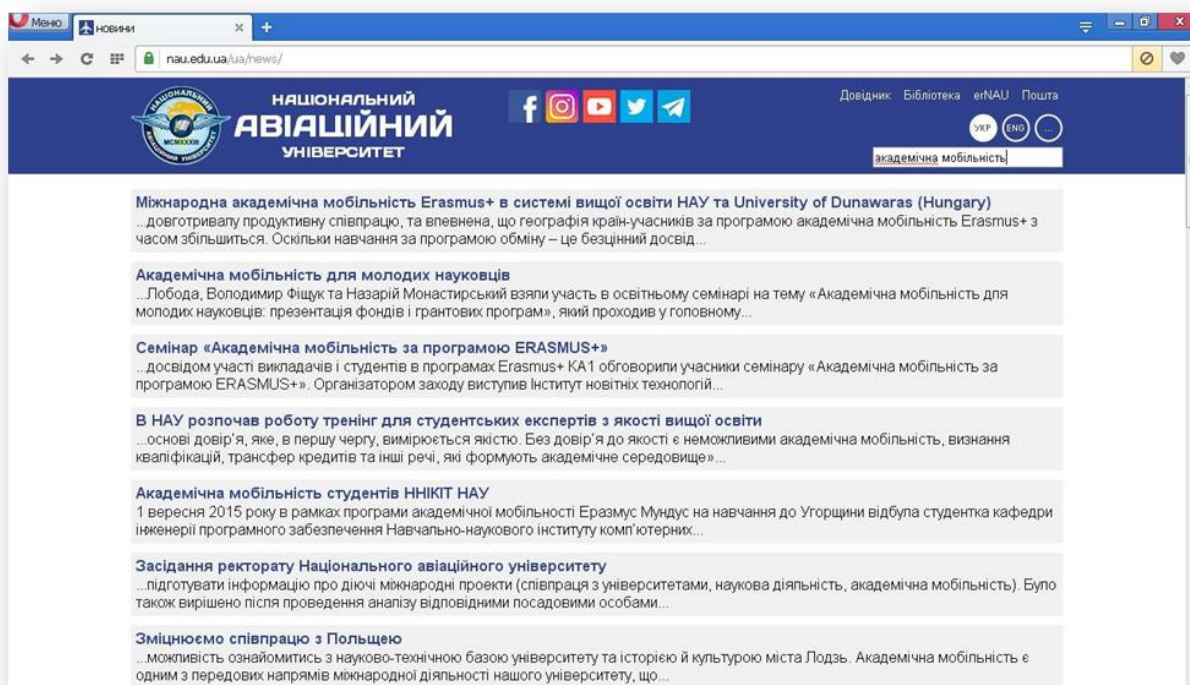 Меню
новини
nau.edu.ua/ua/news/
НАЦІОНАЛЬНИЙ
АВІАЦІЙНИЙ
УНІВЕРСИТЕТ
НАЦІОНАЛЬНИЙ
АВІАЦІЙНИЙ УНІВЕРСИТЕТ
MCMXXXIII
Довідник Бібліотека erNAU Пошта
УКР ENG ...
академічна мобільність
Міжнародна академічна мобільність Erasmus+ в системі вищої освіти НАУ та University of Dunawaras (Hungary)
...довготривалу продуктивну співпрацю, та впевнена, що географія країн-учасників за програмою академічна мобільність Erasmus+ з
часом збільшиться. Оскільки навчання за програмою обміну – це безцінний досвід...
Академічна мобільність для молодих науковців
...Лобода, Володимир Фіщук та Назарій Монастирський взяли участь в освітньому семінарі на тему «Академічна мобільність для
молодих науковців: презентація фондів і грантових програм», який проходив у головному...
Семінар «Академічна мобільність за програмою ERASMUS+»
...досвідом участі викладачів і студентів в програмах Erasmus+ КА1 обговорили учасники семінару «Академічна мобільність за
програмою ERASMUS+». Організатором заходу виступив Інститут новітніх технологій...
В НАУ розпочав роботу тренінг для студентських експертів з якості вищої освіти
...основі довір'я, яке, в першу чергу, вимірюється якістю. Без довір'я до якості є неможливими академічна мобільність, визнання
кваліфікацій, трансфер кредитів та інші речі, які формують академічне середовище»...
Академічна мобільність студентів ННІКІТ НАУ
1 вересня 2015 року в рамках програми академічної мобільності Еразмус Мундус на навчання до Угорщини відбула студентка кафедри
інженерії програмного забезпечення Навчально-наукового інституту комп'ютерних...
Засідання ректорату Національного авіаційного університету
...підготувати інформацію про діючі міжнародні проекти (співпраця з університетами, наукова діяльність, академічна мобільність). Було
також вирішено після проведення аналізу відповідними посадовими особами...
Зміцнюємо співпрацю з Польщею
...можливість ознайомитись з науково-технічною базою університету та історією й культурою міста Лодзь. Академічна мобільність є
одним з передових напрямів міжнародної діяльності нашого університету, що...